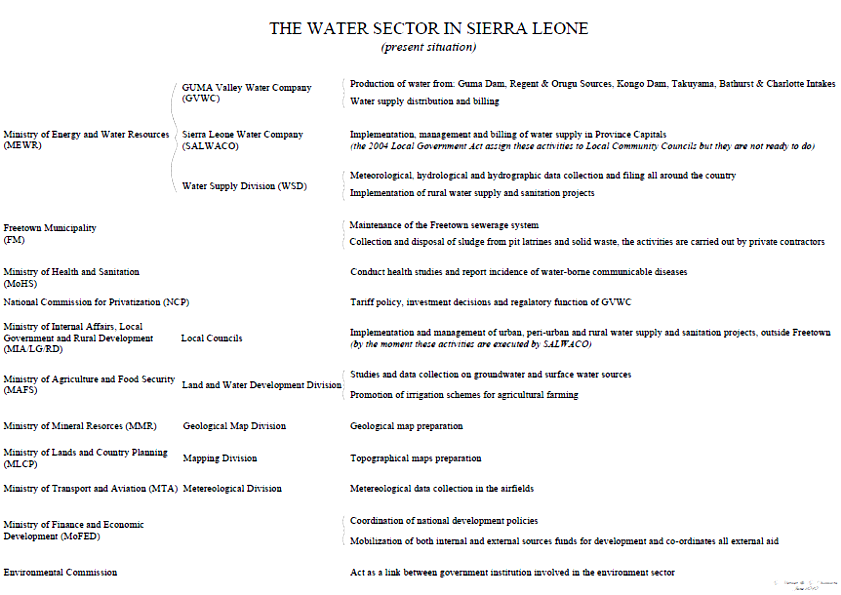 THE WATER SECTOR IN SIERRA LEONE
(present situation)
Ministry of Energy and Water Resources
(MEWR)
GUMA Valley Water Company
(GVWC)
Production of water from: Guma Dam, Regent & Orugu Sources, Kongo Dam, Takuyama, Bathurst & Charlotte Intakes
Water supply distribution and billing
Sierra Leone Water Company
(SALWACO)
Implementation, management and billing of water supply in Province Capitals
(the 2004 Local Government Act assign these activities to Local Community Councils but they are not ready to do)
Water Supply Division (WSD)
Meteorological, hydrological and hydrographic data collection and filing all around the country
Implementation of rural water supply and sanitation projects
Freetown Municipality
(FM)
Maintenance of the Freetown sewerage system
Collection and disposal of sludge from pit latrines and solid waste, the activities are carried out by private contractors
Ministry of Health and Sanitation
(MoHS)
Conduct health studies and report incidence of water-borne communicable diseases
National Commission for Privatization (NCP)
Tariff policy, investment decisions and regalatory function of GVWC
Ministry of Internal Affairs, Local
Government and Rural Development
(MIA/LG/RD)
Local Councils
Implementation and management of urban, peri-urban and rural water supply and sanitation projects, outside Freetown
(by the moment these activities are executed by SALWACO)
Ministry of Agriculture and Food Security
(MAFS)
Land and Water Development Division
Studies and data collection on groundwater and surface water sources
Promotion of irrigation schemes for agricultural farming
Ministry of Mineral Resorces (MMR)
Geological Map Division
Geological map preparation
Ministry of Lands and Country Planning
(MLCP)
Mapping Division
Topographical maps preparation
Ministry of Transport and Aviation (MTA)
Metereological Division
Metereological data collection in the airfields
Ministry of Finance and Economic
Development (MoFED)
Coordination of national development policies
Mobilization of both internal and external sources funds for development and co-ordinates all external aid
Environmental Commission
Act as a link between government institution involved in the environment sector